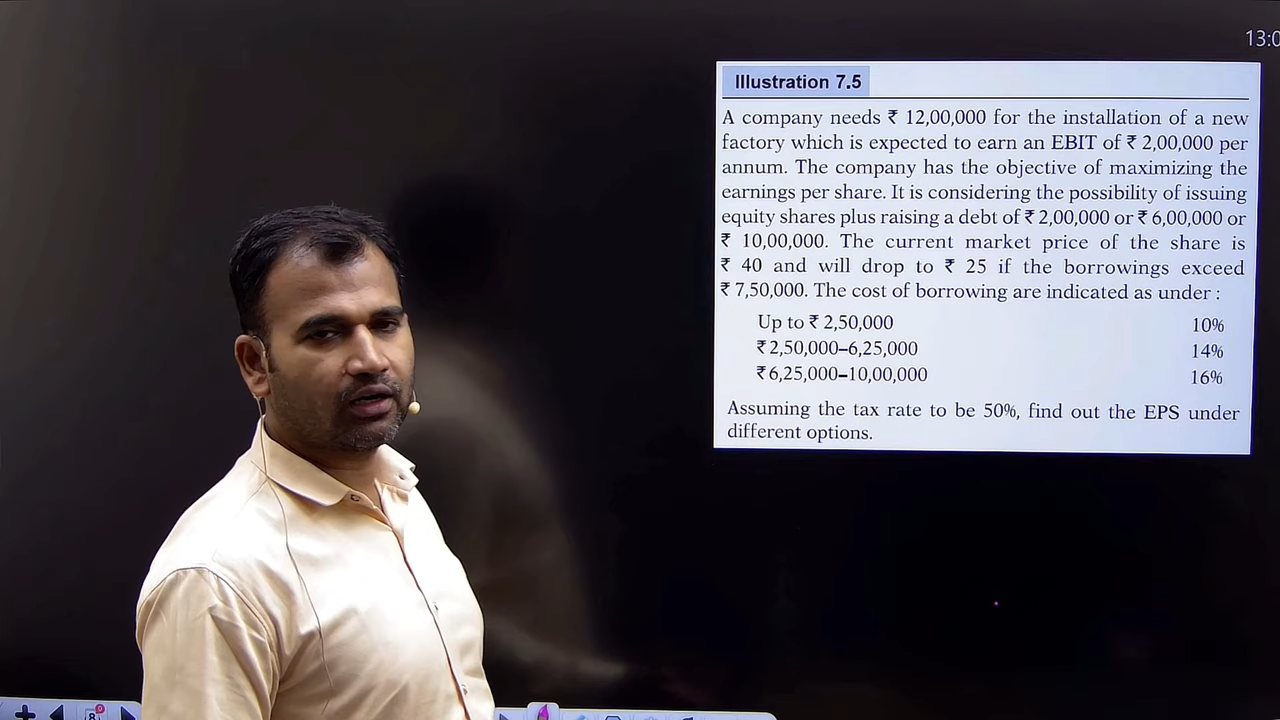 13:0
Illustration 7.5
A company needs ₹ 12,00,000 for the installation of a new
factory which is expected to earn an EBIT of ₹ 2,00,000 per
annum. The company has the objective of maximizing the
earnings per share. It is considering the possibility of issuing
equity shares plus raising a debt of ₹ 2,00,000 or ₹ 6,00,000 or
₹ 10,00,000. The current market price of the share is
₹ 40 and will drop to ₹ 25 if the borrowings exceed
₹ 7,50,000. The cost of borrowing are indicated as under :
Up to ₹ 2,50,000 10%
₹ 2,50,000–6,25,000 14%
₹ 6,25,000–10,00,000 16%
Assuming the tax rate to be 50%, find out the EPS under
different options.
8